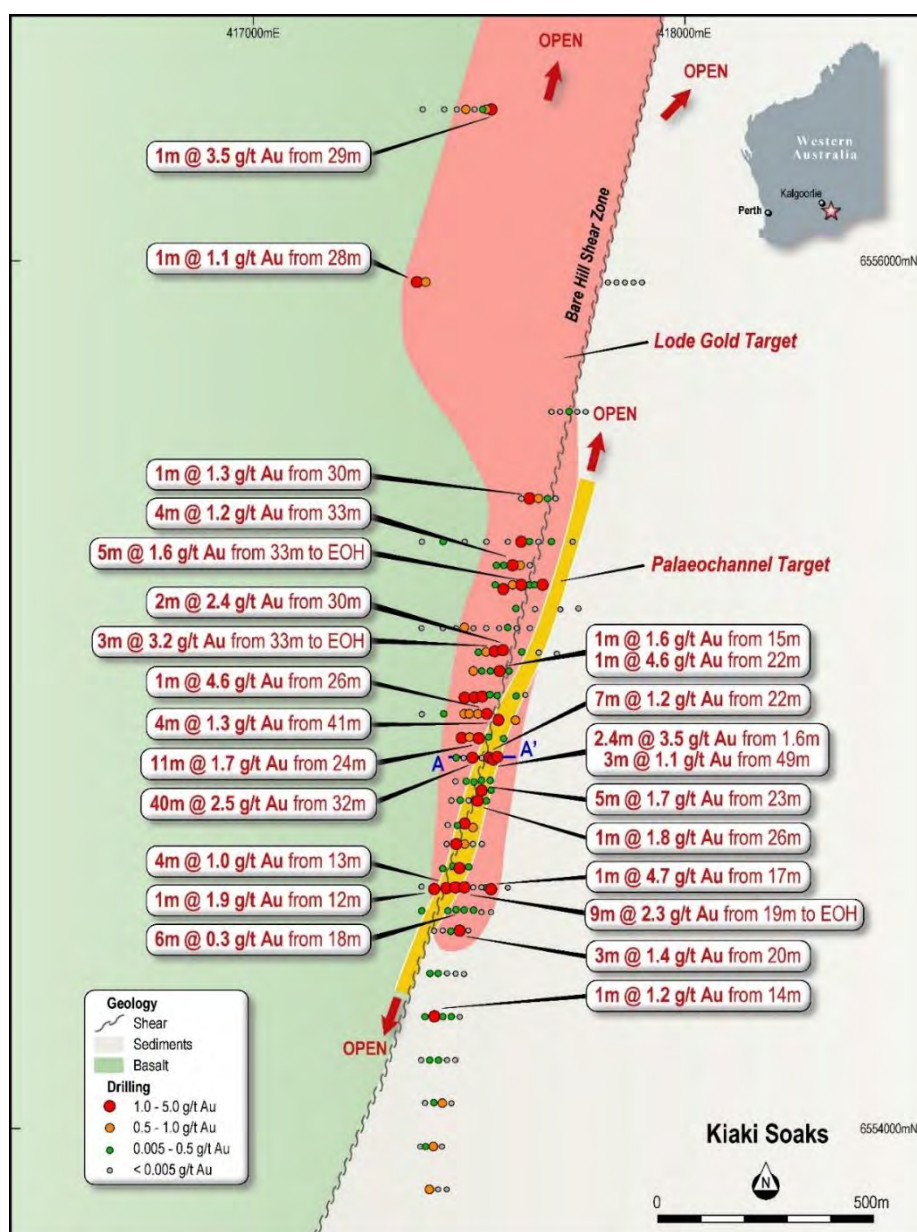 417000mE
418000mE
OPEN
OPEN
Western
Australia
Kalgoorlie
Perth
1m @ 3.5 g/t Au from 29m
Bare Hill Shear Zone
1m @ 1.1 g/t Au from 28m
6556000mN
Lode Gold Target
OPEN
1m @ 1.3 g/t Au from 30m
4m @ 1.2 g/t Au from 33m
5m @ 1.6 g/t Au from 33m to EOH
Palaeochannel Target
2m @ 2.4 g/t Au from 30m
3m @ 3.2 g/t Au from 33m to EOH
1m @ 1.6 g/t Au from 15m
1m @ 4.6 g/t Au from 22m
1m @ 4.6 g/t Au from 26m
7m @ 1.2 g/t Au from 22m
4m @ 1.3 g/t Au from 41m
2.4m @ 3.5 g/t Au from 1.6m
3m @ 1.1 g/t Au from 49m
11m @ 1.7 g/t Au from 24m
A
A'
40m @ 2.5 g/t Au from 32m
5m @ 1.7 g/t Au from 23m
1m @ 1.8 g/t Au from 26m
4m @ 1.0 g/t Au from 13m
1m @ 4.7 g/t Au from 17m
1m @ 1.9 g/t Au from 12m
9m @ 2.3 g/t Au from 19m to EOH
6m @ 0.3 g/t Au from 18m
3m @ 1.4 g/t Au from 20m
1m @ 1.2 g/t Au from 14m
OPEN
Geology
Shear
Sediments
Basalt
Drilling
1.0 - 5.0 g/t Au
0.5 - 1.0 g/t Au
0.005 - 0.5 g/t Au
< 0.005 g/t Au
6554000mN
Kiaki Soaks
N
0
500m